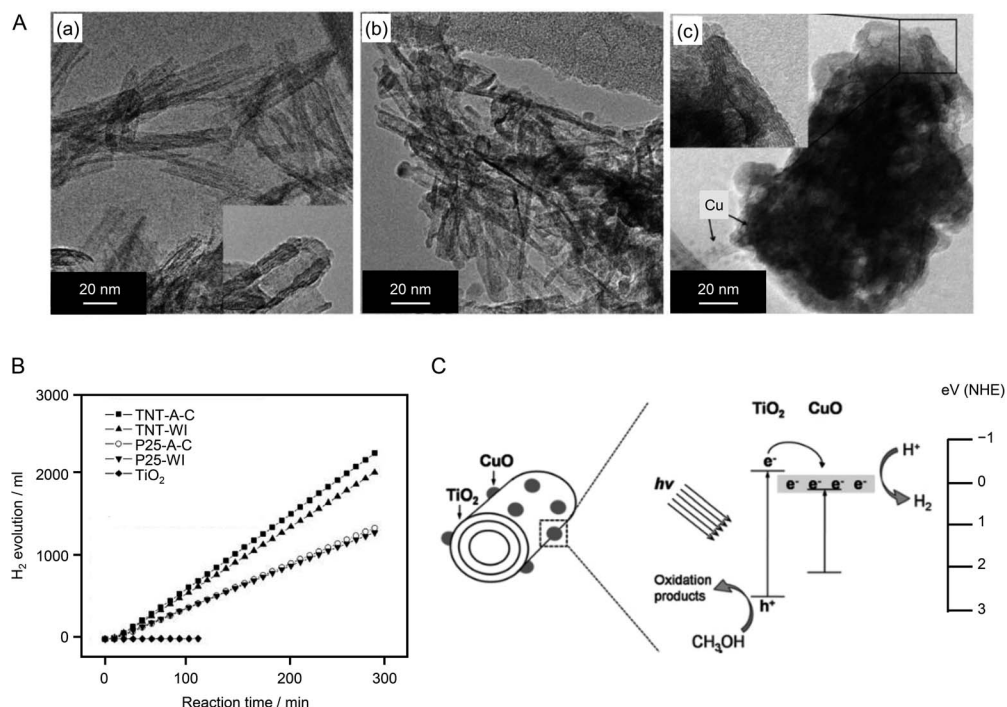 A
(a)
20 nm
(b)
20 nm
(c)
Cu
20 nm
B
3000
2000
1000
0
H₂ evolution / ml
TNT-A-C
TNT-WI
P25-A-C
P25-WI
TiO₂
0
100
200
300
Reaction time / min
C
CuO
TiO₂
hν
TiO₂ CuO
e⁻
e⁻ e⁻ e⁻ e⁻
H⁺
H₂
h⁺
Oxidation
products
CH₃OH
eV (NHE)
−1
0
1
2
3